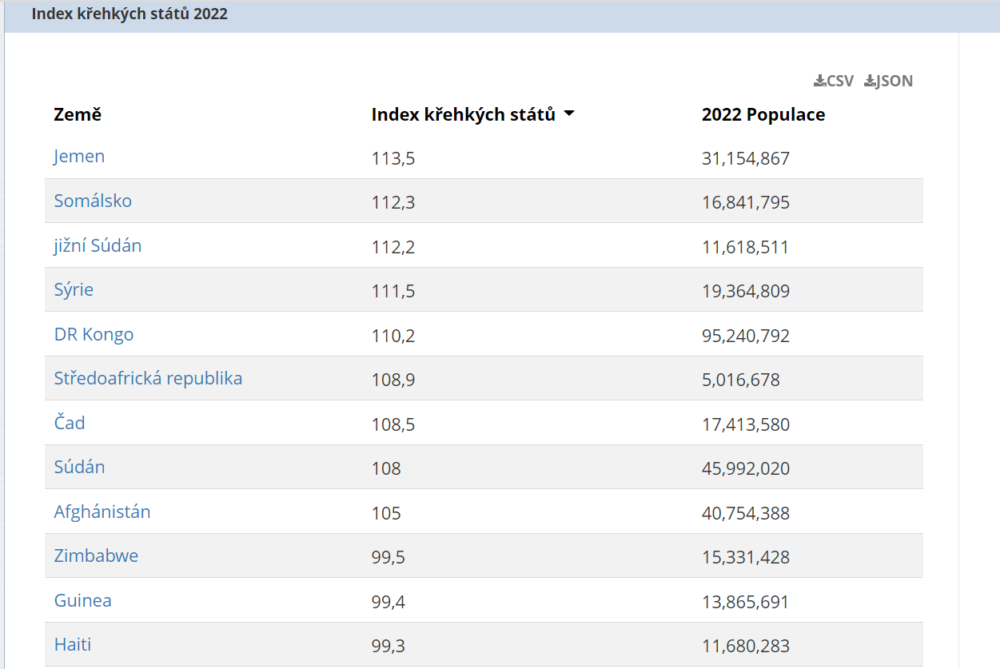 Index křehkých států 2022
CSV JSON
Země Index křehkých států 2022 Populace
Jemen 113,5 31,154,867
Somálsko 112,3 16,841,795
jižní Súdán 112,2 11,618,511
Sýrie 111,5 19,364,809
DR Kongo 110,2 95,240,792
Středoafrická republika 108,9 5,016,678
Čad 108,5 17,413,580
Súdán 108 45,992,020
Afghánistán 105 40,754,388
Zimbabwe 99,5 15,331,428
Guinea 99,4 13,865,691
Haiti 99,3 11,680,283